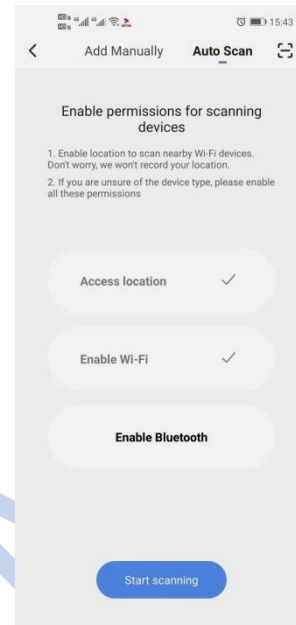 15:43
Add Manually Auto Scan
Enable permissions for scanning
devices
1. Enable location to scan nearby Wi-Fi devices.
Don't worry, we won't record your location.
2. If you are unsure of the device type, please enable
all these permissions
Access location
Enable Wi-Fi
Enable Bluetooth
Start scanning